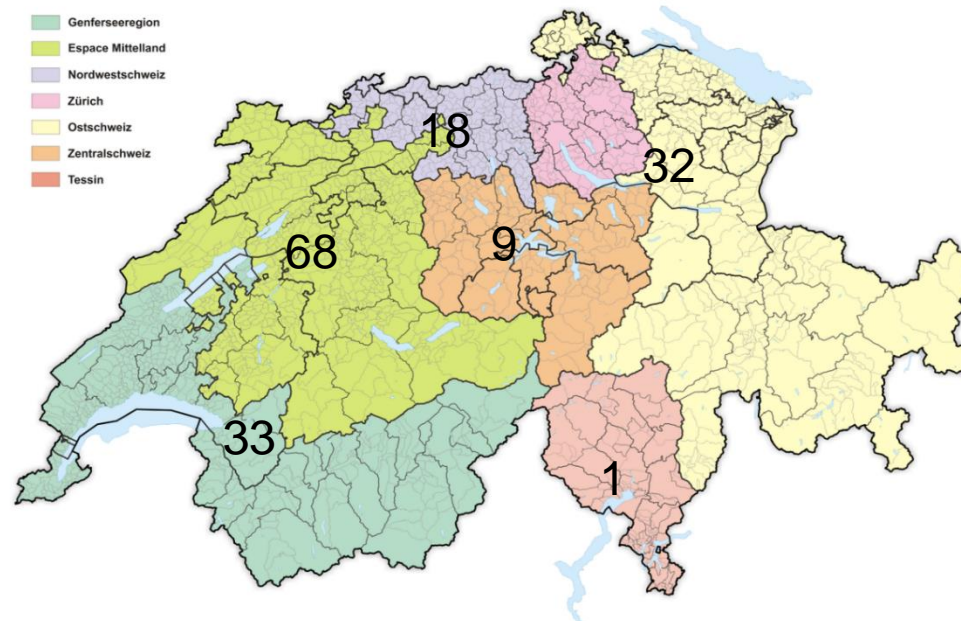 Genferseeregion
Espace Mittelland
Nordwestschweiz
Zürich
Ostschweiz
Zentralschweiz
Tessin
18
32
68
9
33
1